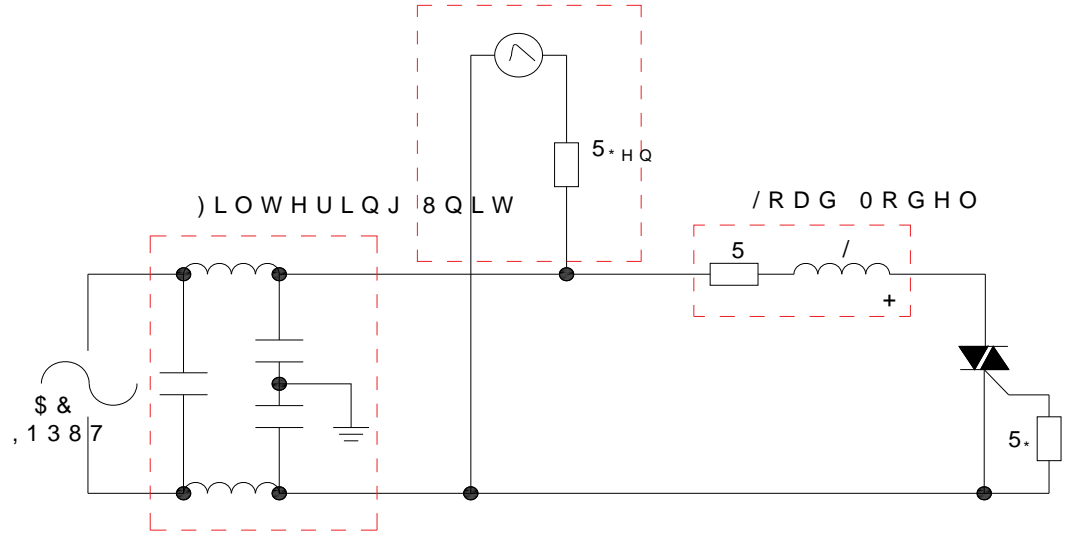 5*HQ
)LOWHULQJ 8QLW
/RDG 0RGHO
5 /
+
$&
,1387
5*